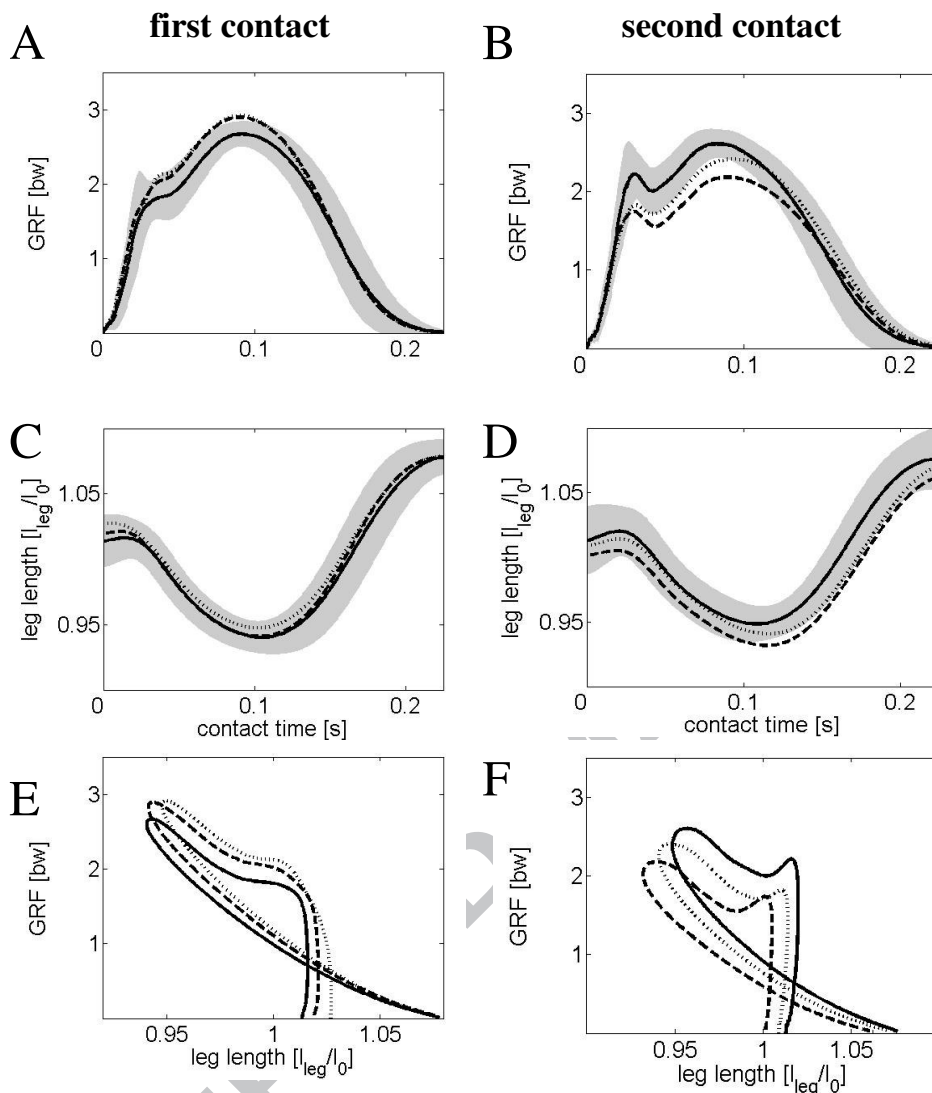 first contact
second contact
A
B
GRF [bw]
3
2
1
0
0.1
0.2
GRF [bw]
3
2
1
0
0.1
0.2
C
D
leg length [l_leg/l_0]
1.05
0.95
0
0.1
0.2
contact time [s]
leg length [l_leg/l_0]
1.05
0.95
0
0.1
0.2
contact time [s]
E
F
GRF [bw]
3
2
1
0.95
1
1.05
leg length [l_leg/l_0]
GRF [bw]
3
2
1
0.95
1
1.05
leg length [l_leg/l_0]